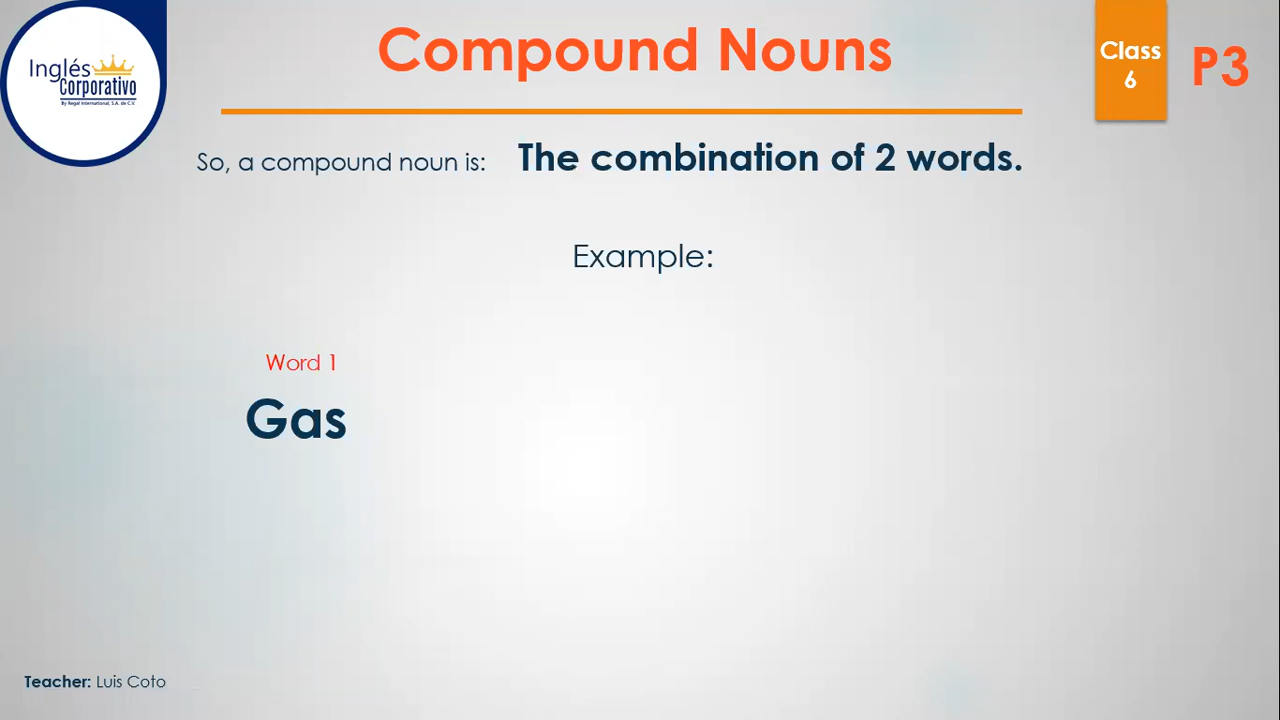 Compound Nouns
Class
6
P3
Inglés
Corporativo
By Regal International, S.A. de C.V.
So, a compound noun is: The combination of 2 words.
Example:
Word 1
Gas
Teacher: Luis Coto